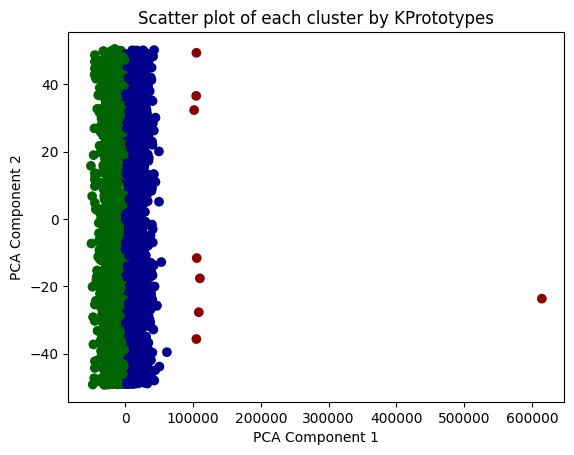 Scatter plot of each cluster by KPrototypes
40
20
0
−20
−40
PCA Component 2
0 100000 200000 300000 400000 500000 600000
PCA Component 1